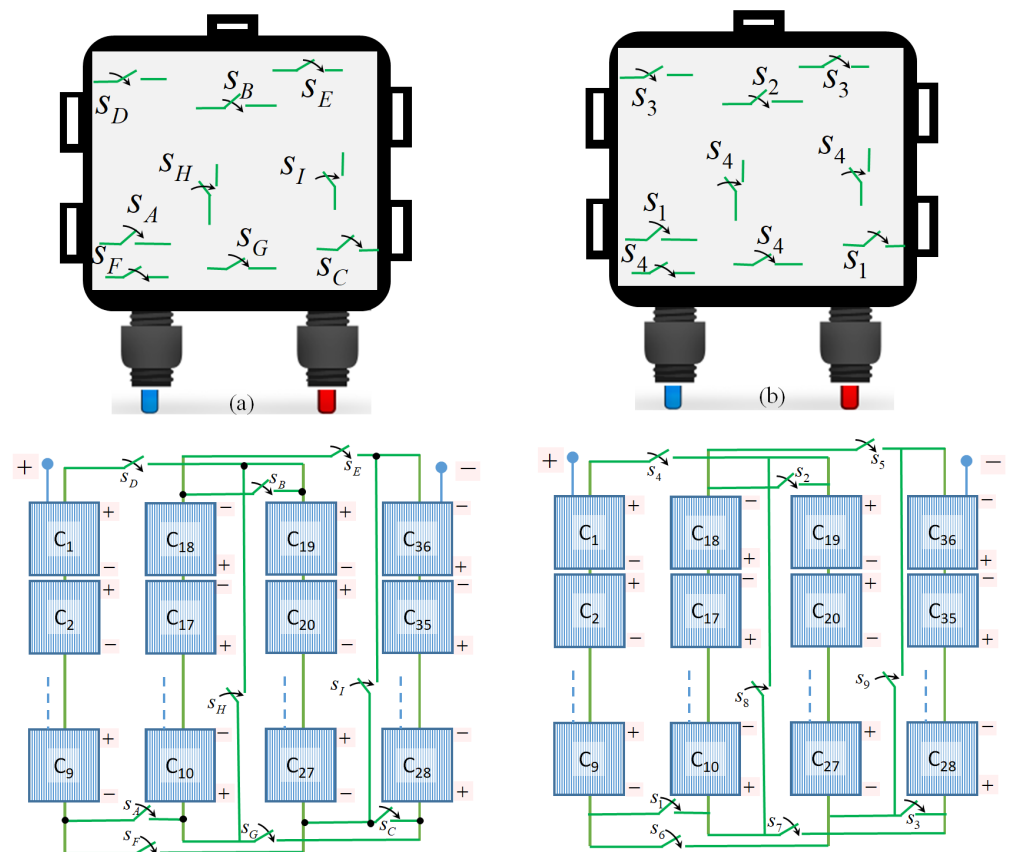 S_D S_B S_E
S_H S_I
S_A
S_F S_G S_C
(a)
S_3 S_2 S_3
S_4 S_4
S_1
S_4 S_4 S_1
(b)
+ S_D S_E −
S_B
C_1 + C_18 − C_19 + C_36 −
− + − +
C_2 + C_17 − C_20 + C_35 −
− + − +
S_H S_I
C_9 + C_10 − C_27 + C_28 −
− + − +
S_A S_G S_C
S_F
+ S_4 S_5 −
S_2
C_1 + C_18 − C_19 + C_36 −
− + − +
C_2 C_17 − C_20 + C_35 −
− + − +
S_8 S_9
C_9 + C_10 − C_27 + C_28 −
− + − +
S_1 S_7 S_3
S_6